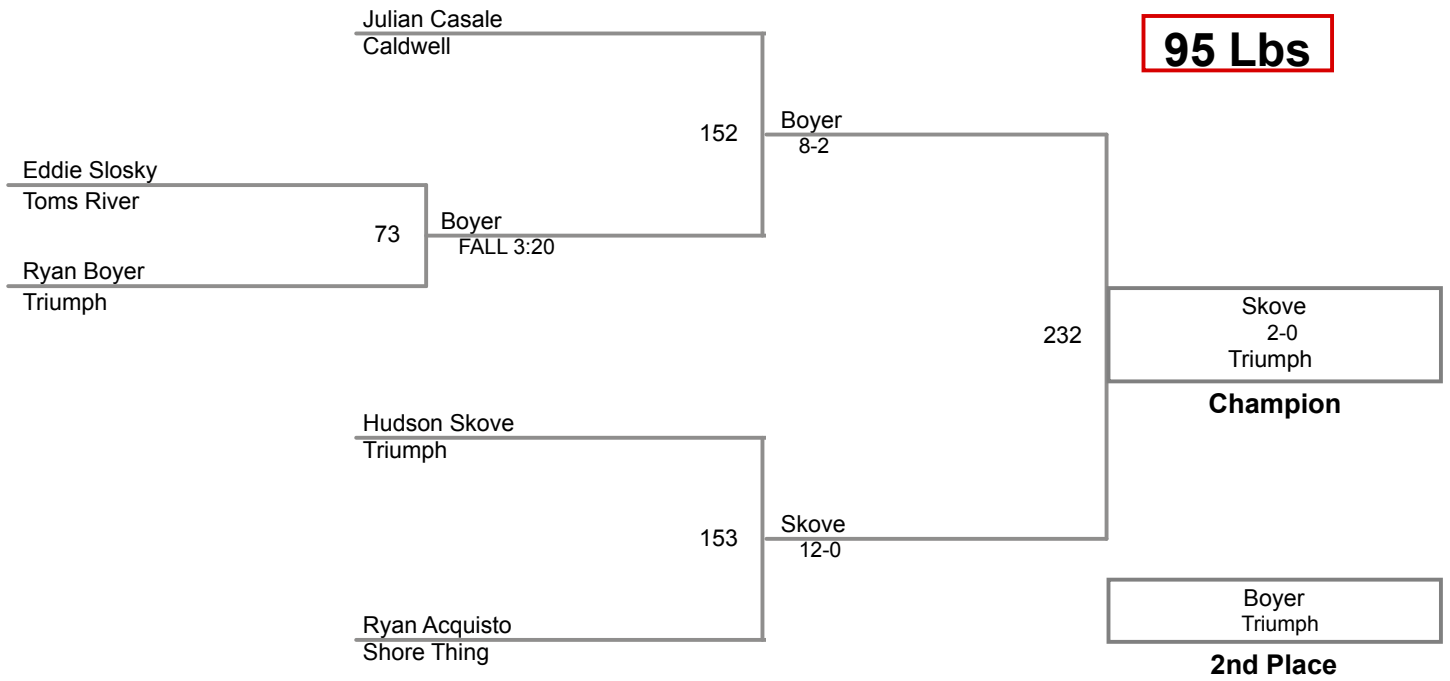 Julian Casale
Caldwell
95 Lbs
152
Boyer
8-2
Eddie Slosky
Toms River
73
Boyer
FALL 3:20
Ryan Boyer
Triumph
232
Skove
2-0
Triumph
Champion
Hudson Skove
Triumph
153
Skove
12-0
Ryan Acquisto
Shore Thing
Boyer
Triumph
2nd Place